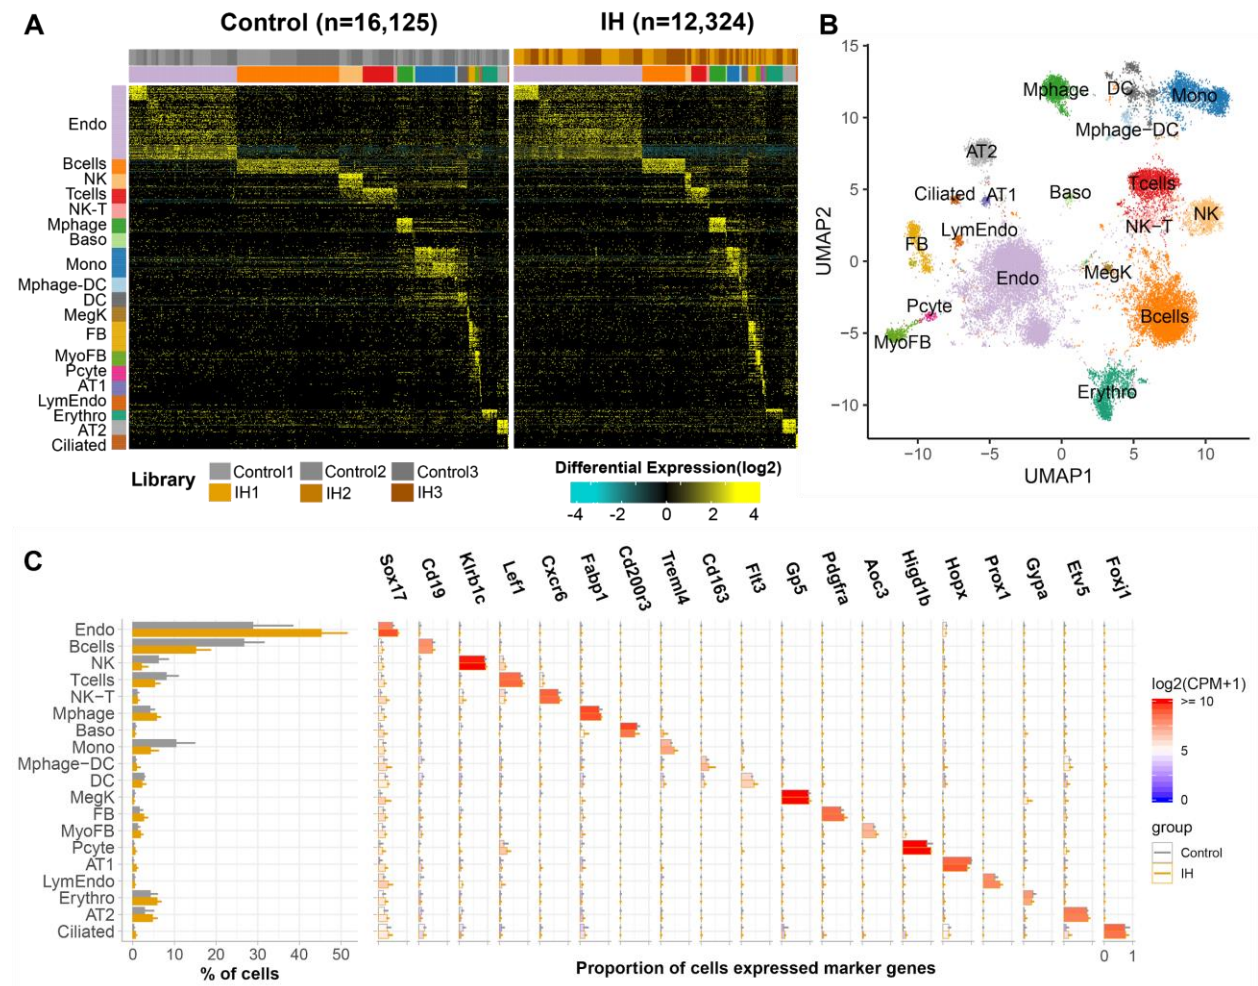 A
Control (n=16,125)
IH (n=12,324)
Endo
Bcells
NK
Tcells
NK-T
Mphage
Baso
Mono
Mphage-DC
DC
MegK
FB
MyoFB
Pcyte
AT1
LymEndo
Erythro
AT2
Ciliated
Library
Control1
Control2
Control3
IH1
IH2
IH3
Differential Expression(log2)
-4 -2 0 2 4
B
15
10
5
0
−5
−10
UMAP2
Mphage
DC
Mono
Mphage−DC
AT2
Tcells
Ciliated
AT1
Baso
NK
NK−T
LymEndo
FB
Endo
MegK
Pcyte
Bcells
MyoFB
Erythro
−10 −5 0 5 10
UMAP1
C
Sox17
Cd19
Klrb1c
Lef1
Cxcr6
Fabp1
Cd200r3
Treml4
Cd163
Flt3
Gp5
Pdgfra
Aoc3
Higd1b
Hopx
Prox1
Gypa
Etv5
Foxj1
Endo
Bcells
NK
Tcells
NK−T
Mphage
Baso
Mono
Mphage−DC
DC
MegK
FB
MyoFB
Pcyte
AT1
LymEndo
Erythro
AT2
Ciliated
0 10 20 30 40 50
% of cells
0 1
Proportion of cells expressed marker genes
log2(CPM+1)
>= 10
5
0
group
Control
IH